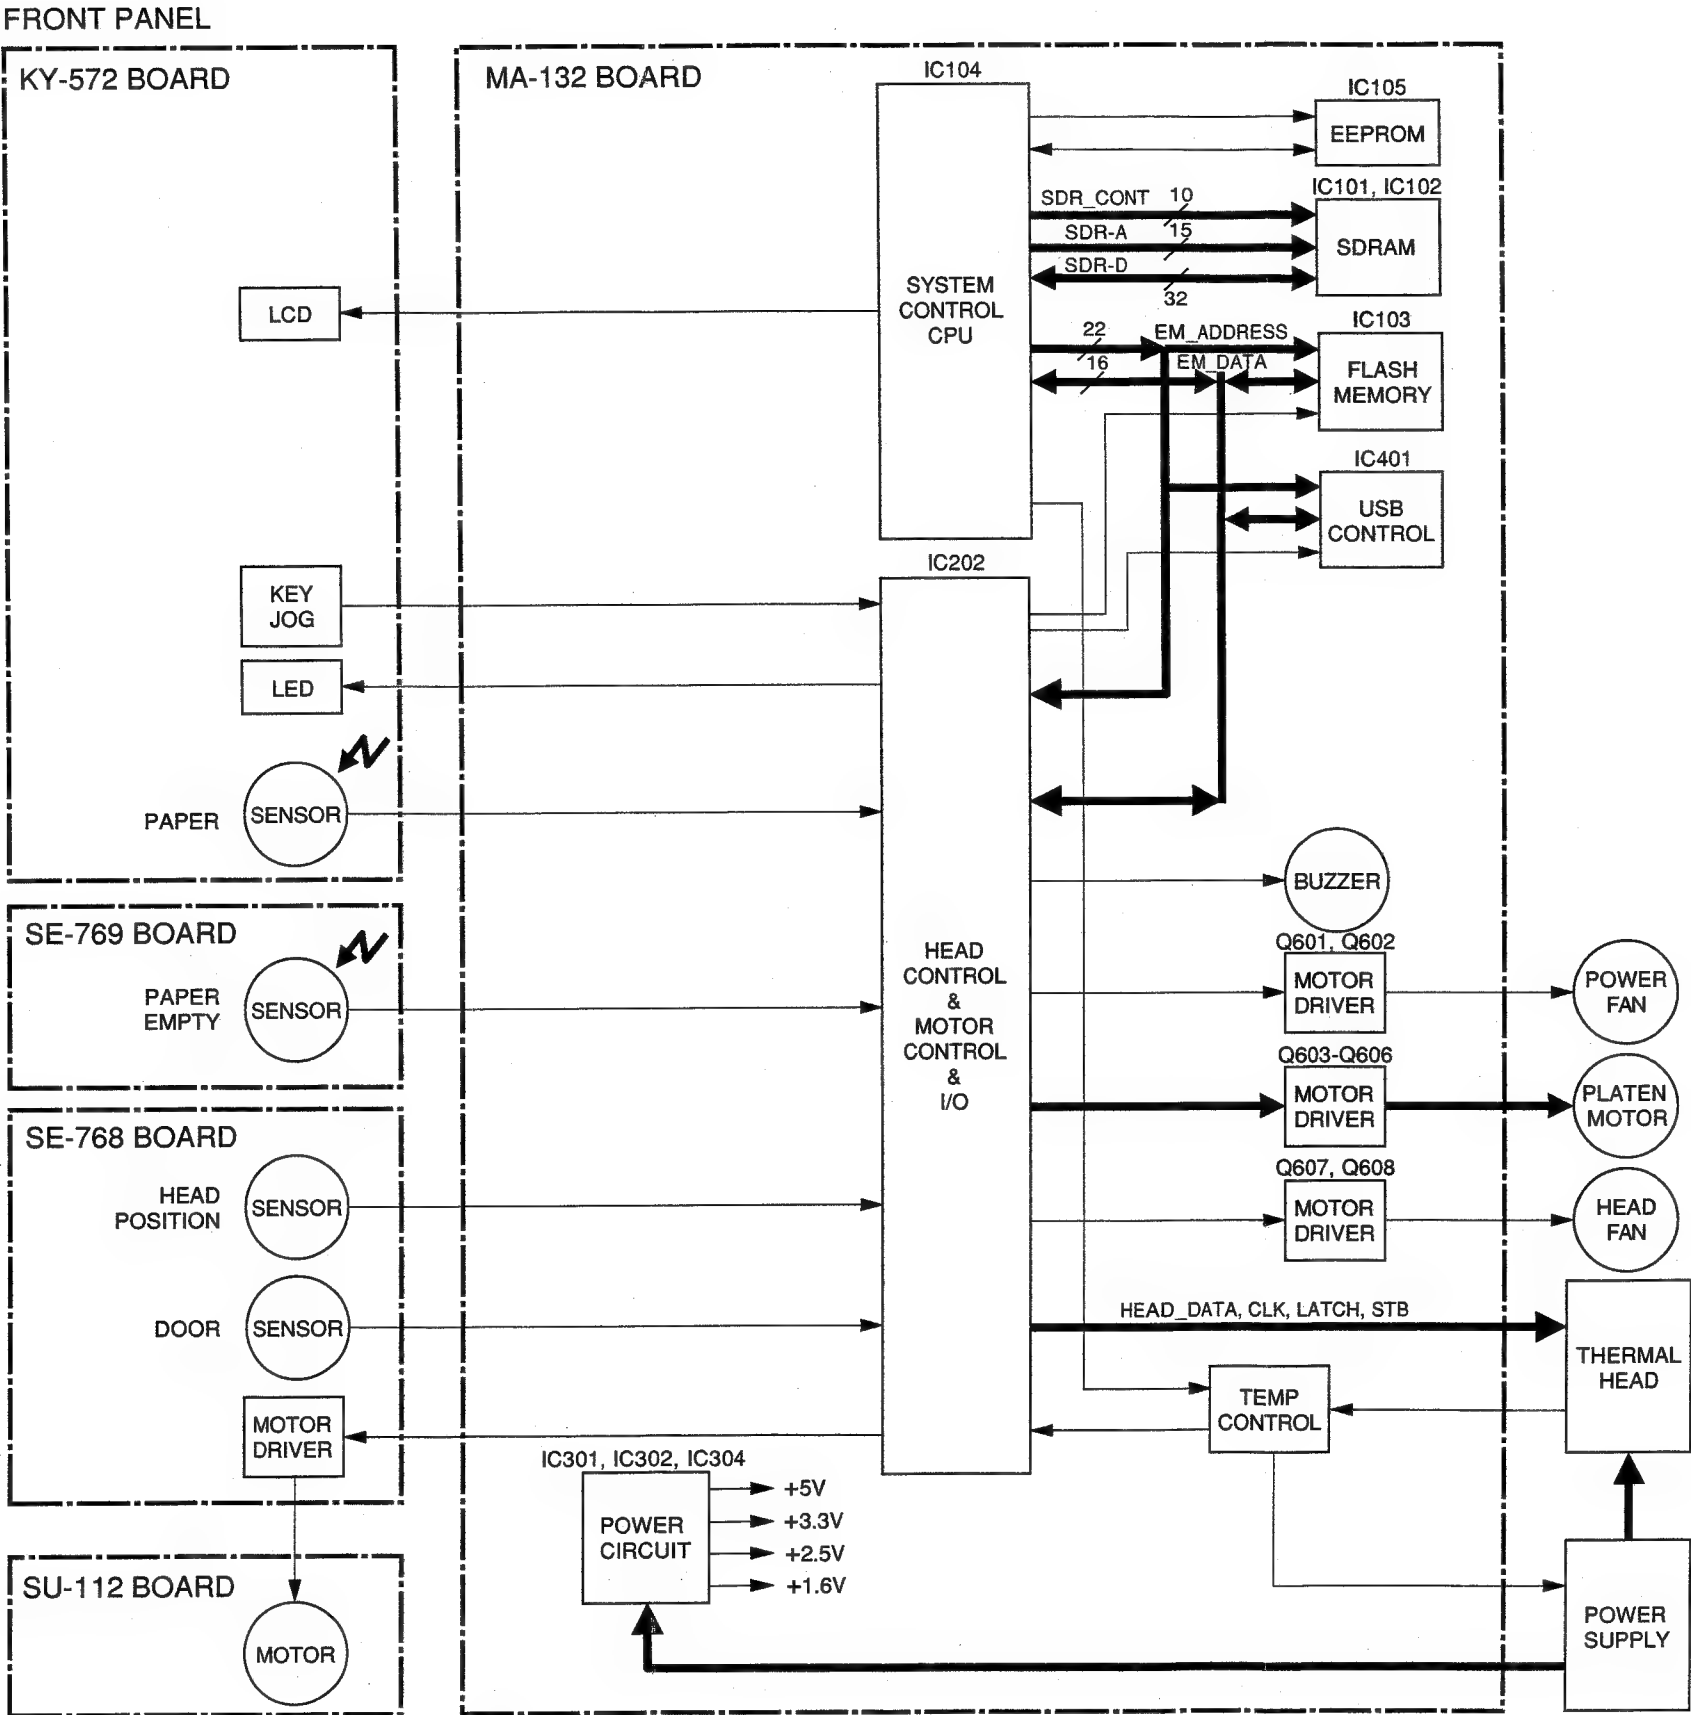 FRONT PANEL
KY-572 BOARD
LCD
KEY
JOG
LED
PAPER
SENSOR
SE-769 BOARD
PAPER
EMPTY
SENSOR
SE-768 BOARD
HEAD
POSITION
SENSOR
DOOR
SENSOR
MOTOR
DRIVER
SU-112 BOARD
MOTOR
MA-132 BOARD
IC104
SYSTEM
CONTROL
CPU
IC105
EEPROM
IC101, IC102
SDR_CONT 10
SDR-A 15
SDR-D
32
SDRAM
IC103
22 EM_ADDRESS
16 EM_DATA
FLASH
MEMORY
IC401
USB
CONTROL
IC202
HEAD
CONTROL
&
MOTOR
CONTROL
&
I/O
BUZZER
Q601, Q602
MOTOR
DRIVER
POWER
FAN
Q603-Q606
MOTOR
DRIVER
PLATEN
MOTOR
Q607, Q608
MOTOR
DRIVER
HEAD
FAN
HEAD_DATA, CLK, LATCH, STB
THERMAL
HEAD
TEMP
CONTROL
IC301, IC302, IC304
POWER
CIRCUIT
+5V
+3.3V
+2.5V
+1.6V
POWER
SUPPLY